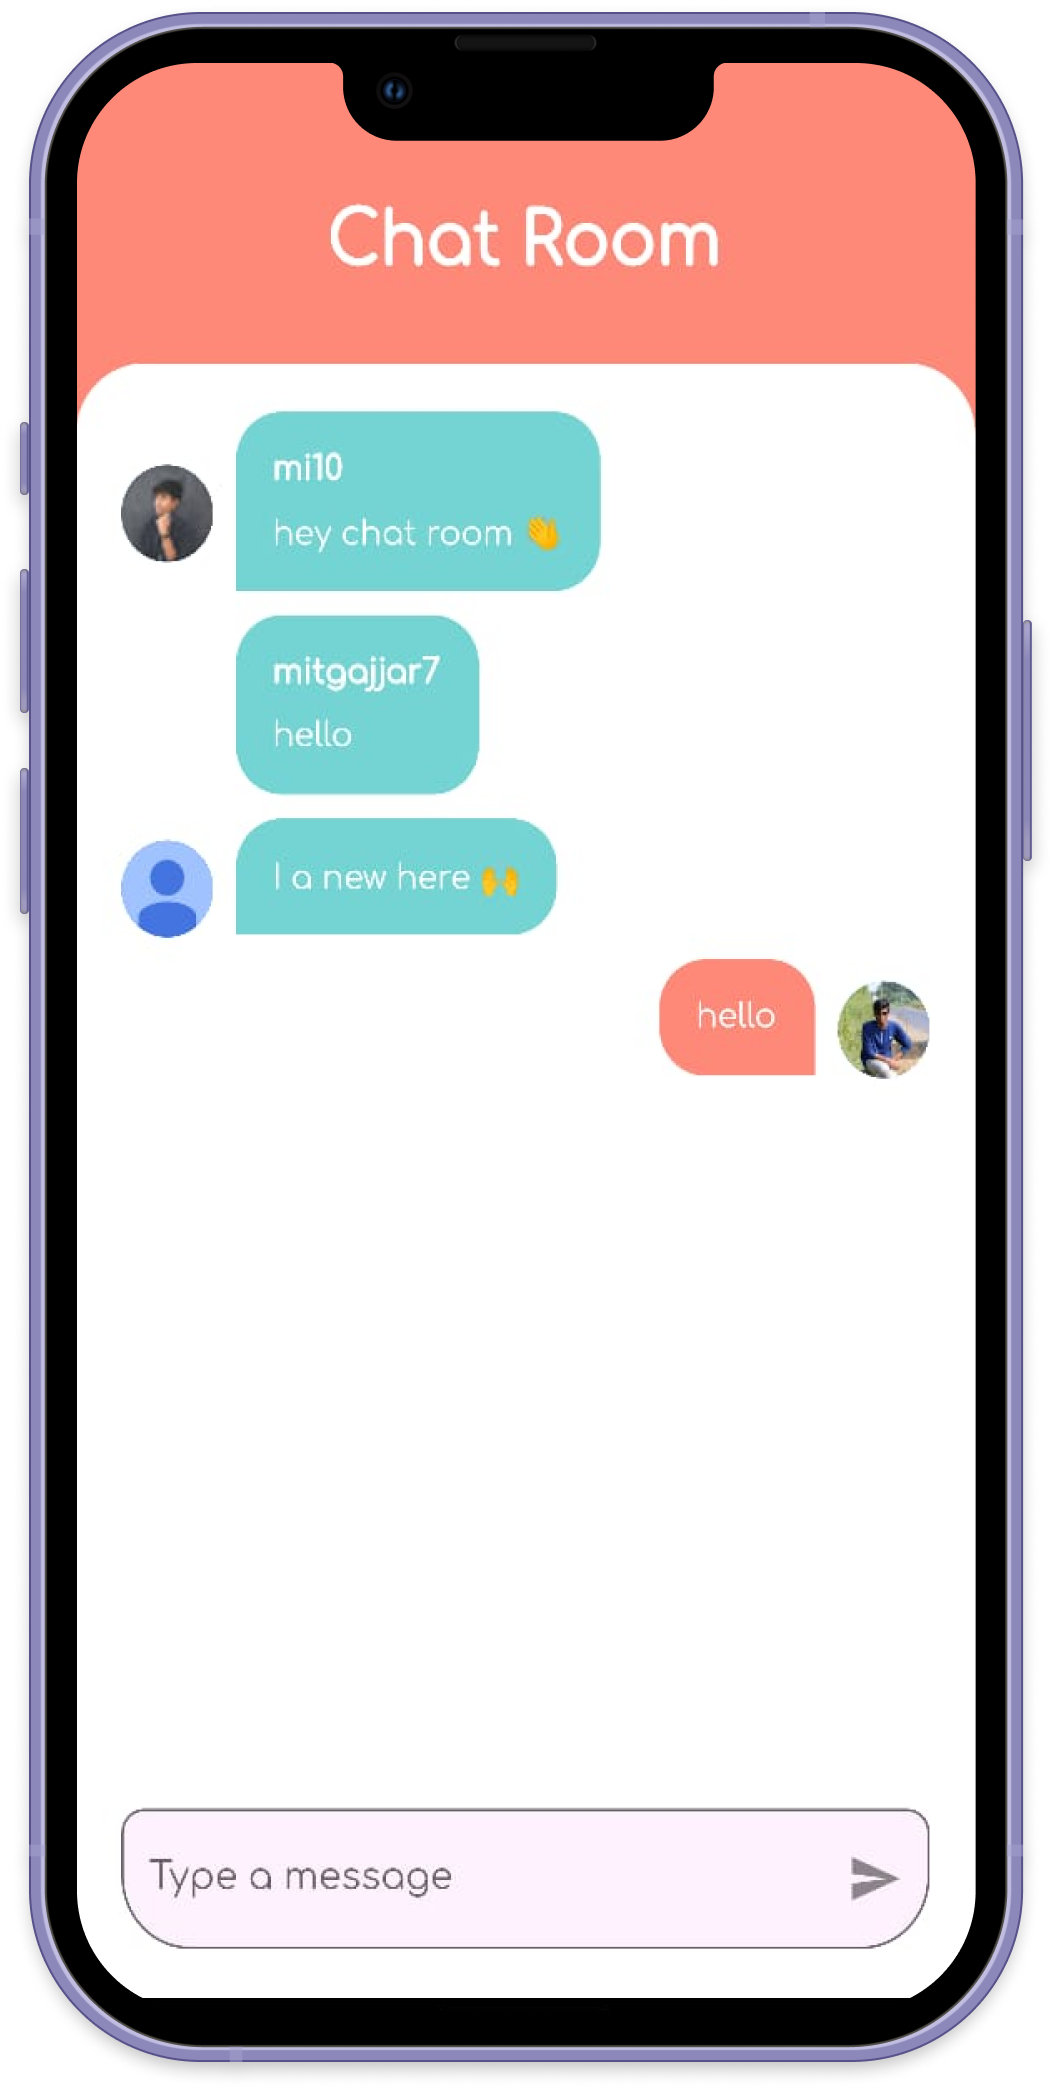 Chat Room
mi10
hey chat room 👋
mitgajjar7
hello
I a new here 🙌
hello
Type a message